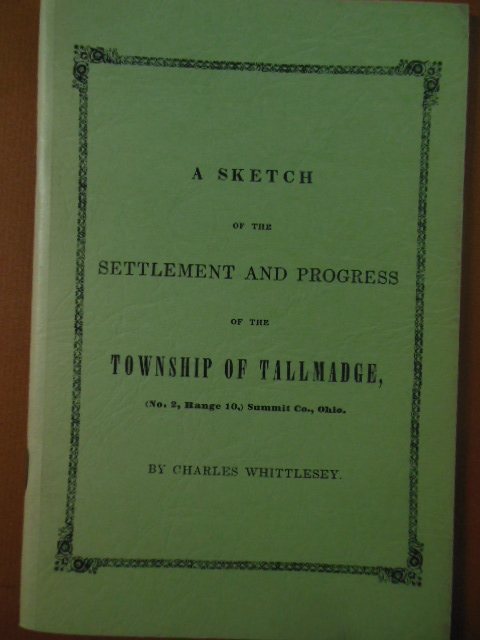 A SKETCH
OF THE
SETTLEMENT AND PROGRESS
OF THE
TOWNSHIP OF TALLMADGE,
(No. 2, Range 10,) Summit Co., Ohio.
BY CHARLES WHITTLESEY.